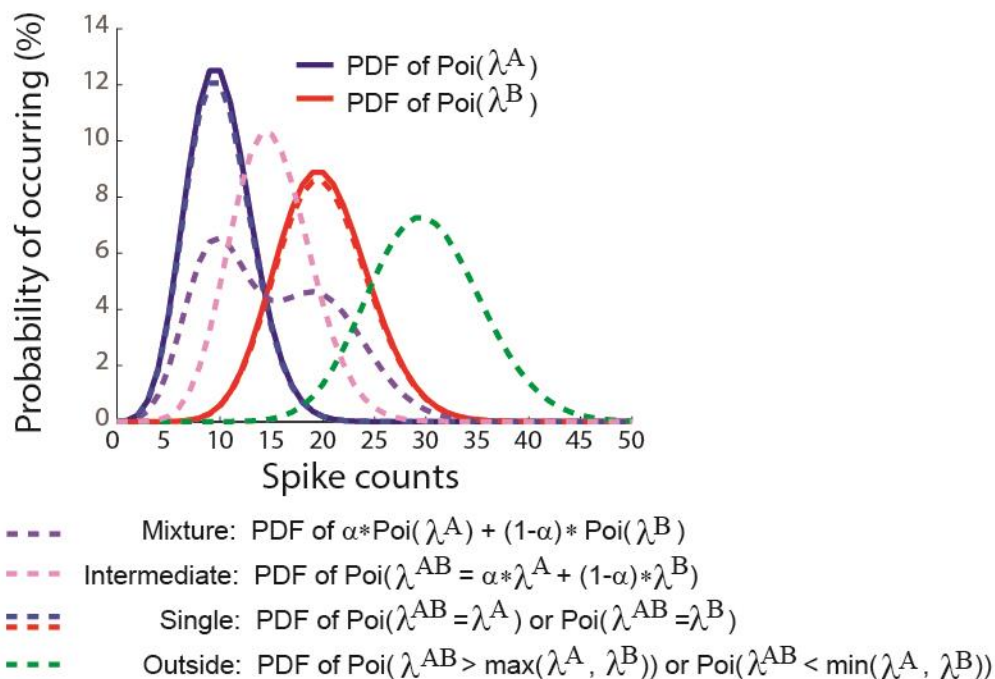 Probability of occurring (%)
14
12
10
8
6
4
2
0
PDF of Poi(λᴬ)
PDF of Poi(λᴮ)
0 5 10 15 20 25 30 35 40 45 50
Spike counts
Mixture: PDF of α*Poi(λᴬ) + (1-α)* Poi(λᴮ)
Intermediate: PDF of Poi(λᴬᴮ = α*λᴬ + (1-α)*λᴮ)
Single: PDF of Poi(λᴬᴮ =λᴬ) or Poi(λᴬᴮ =λᴮ)
Outside: PDF of Poi(λᴬᴮ > max(λᴬ, λᴮ)) or Poi(λᴬᴮ < min(λᴬ, λᴮ))